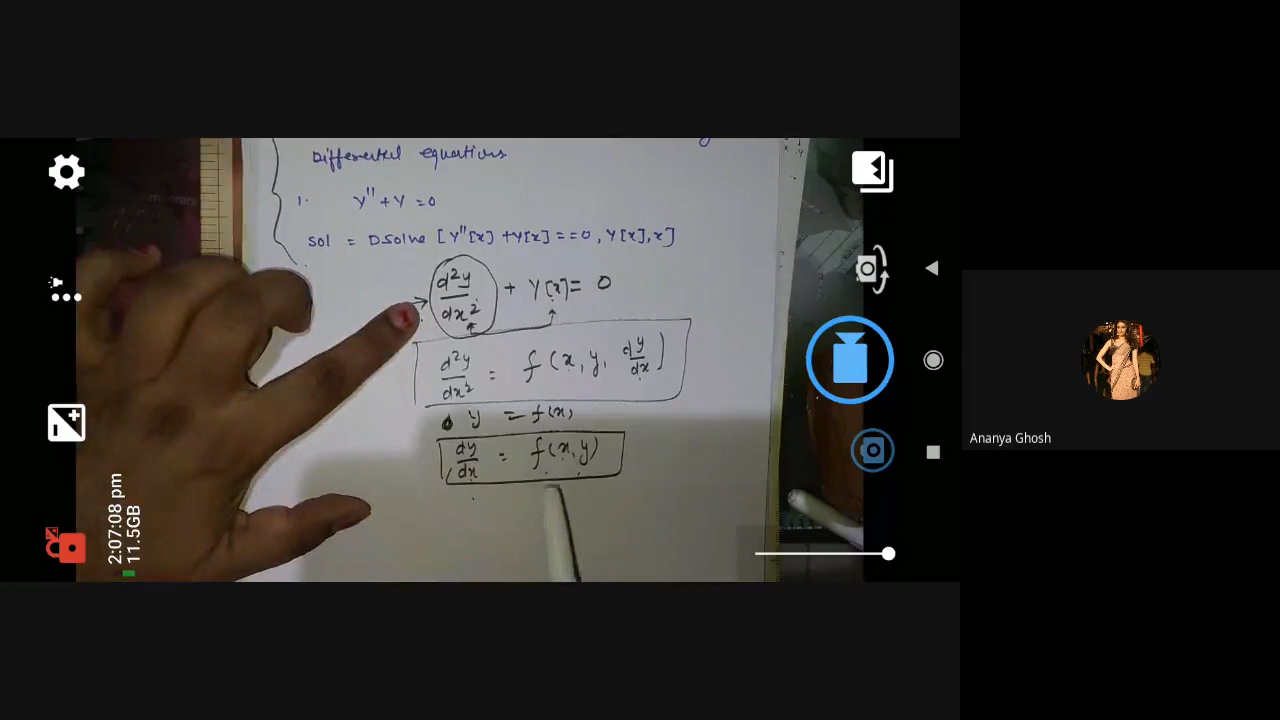 Differential equations
1. y'' + y = 0
Sol = DSolve [y''[x] + y[x] == 0, y[x], x]
d²y/dx² + y[x] = 0
d²y/dx² = f(x, y, dy/dx)
y = f(x,
dy/dx = f(x, y)
2:07:08 pm
11.5GB
Ananya Ghosh